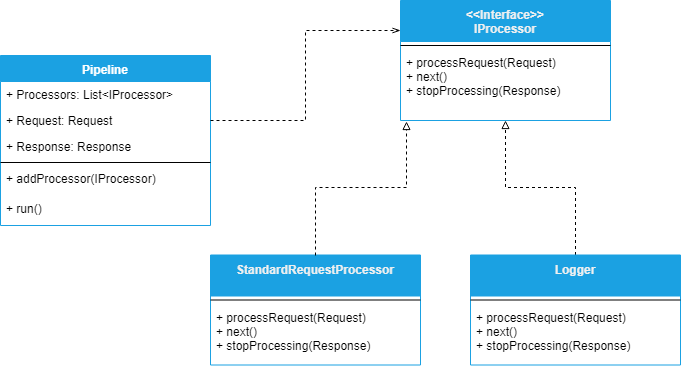 <<Interface>>
IProcessor
+ processRequest(Request)
+ next()
+ stopProcessing(Response)
Pipeline
+ Processors: List<IProcessor>
+ Request: Request
+ Response: Response
+ addProcessor(IProcessor)
+ run()
StandardRequestProcessor
+ processRequest(Request)
+ next()
+ stopProcessing(Response)
Logger
+ processRequest(Request)
+ next()
+ stopProcessing(Response)